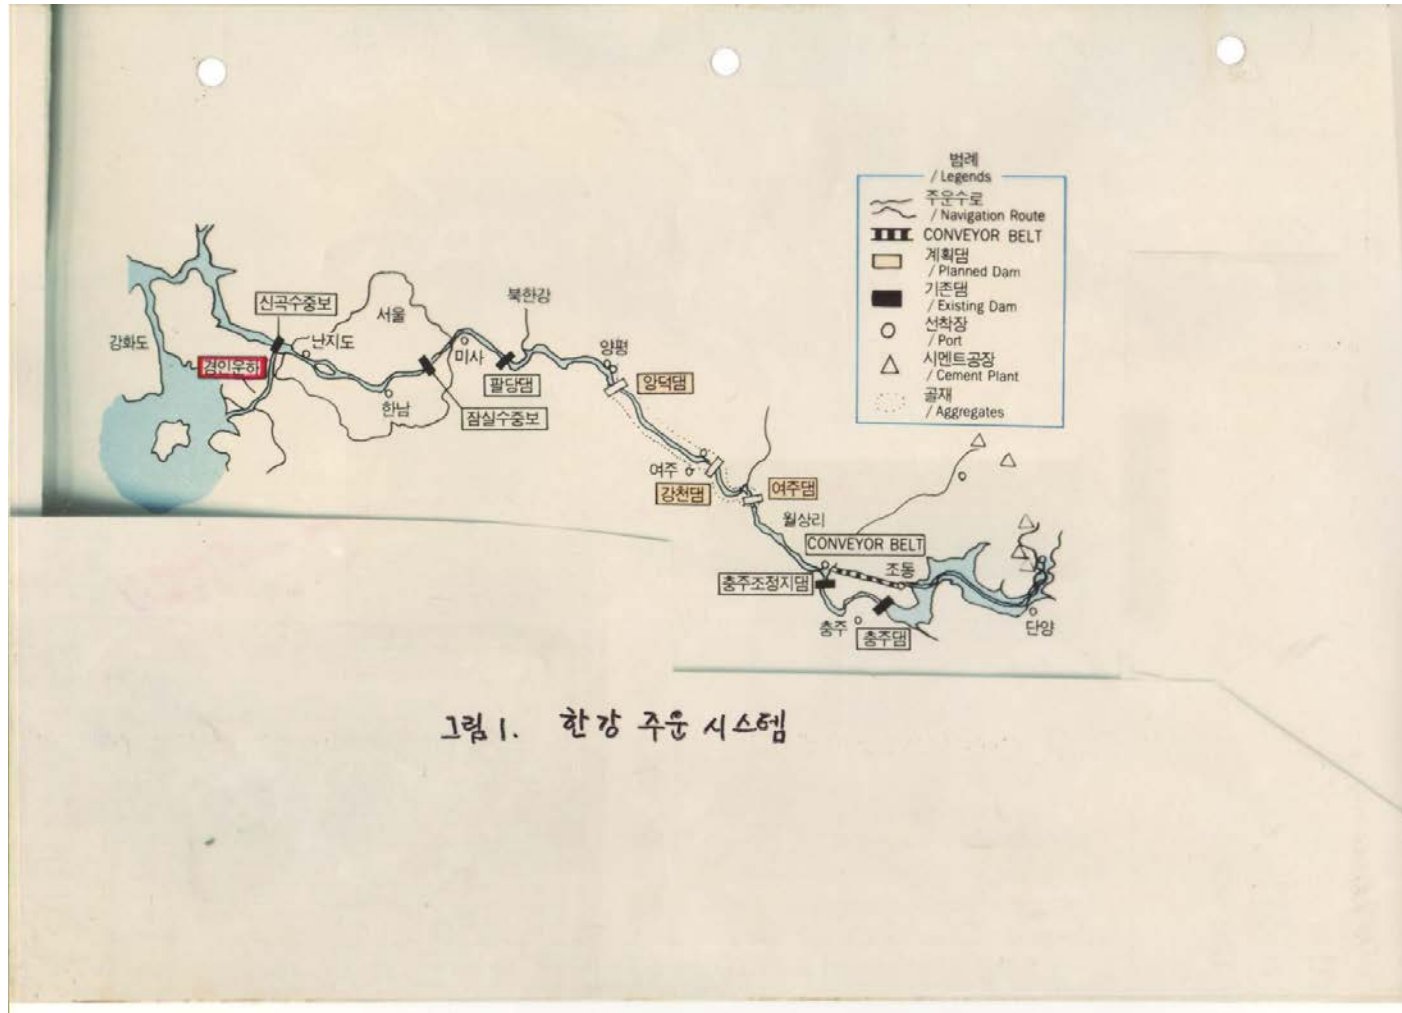 범례
/ Legends
주운수로
/ Navigation Route
CONVEYOR BELT
계획댐
/ Planned Dam
기존댐
/ Existing Dam
선착장
/ Port
시멘트공장
/ Cement Plant
골재
/ Aggregates
신곡수중보
서울
북한강
강화도
난지도
미사
양평
경인운하
팔당댐
앙덕댐
한남
잠실수중보
여주
강천댐
여주댐
월상리
CONVEYOR BELT
조동
충주조정지댐
충주
충주댐
단양
그림 1. 한강 주운 시스템